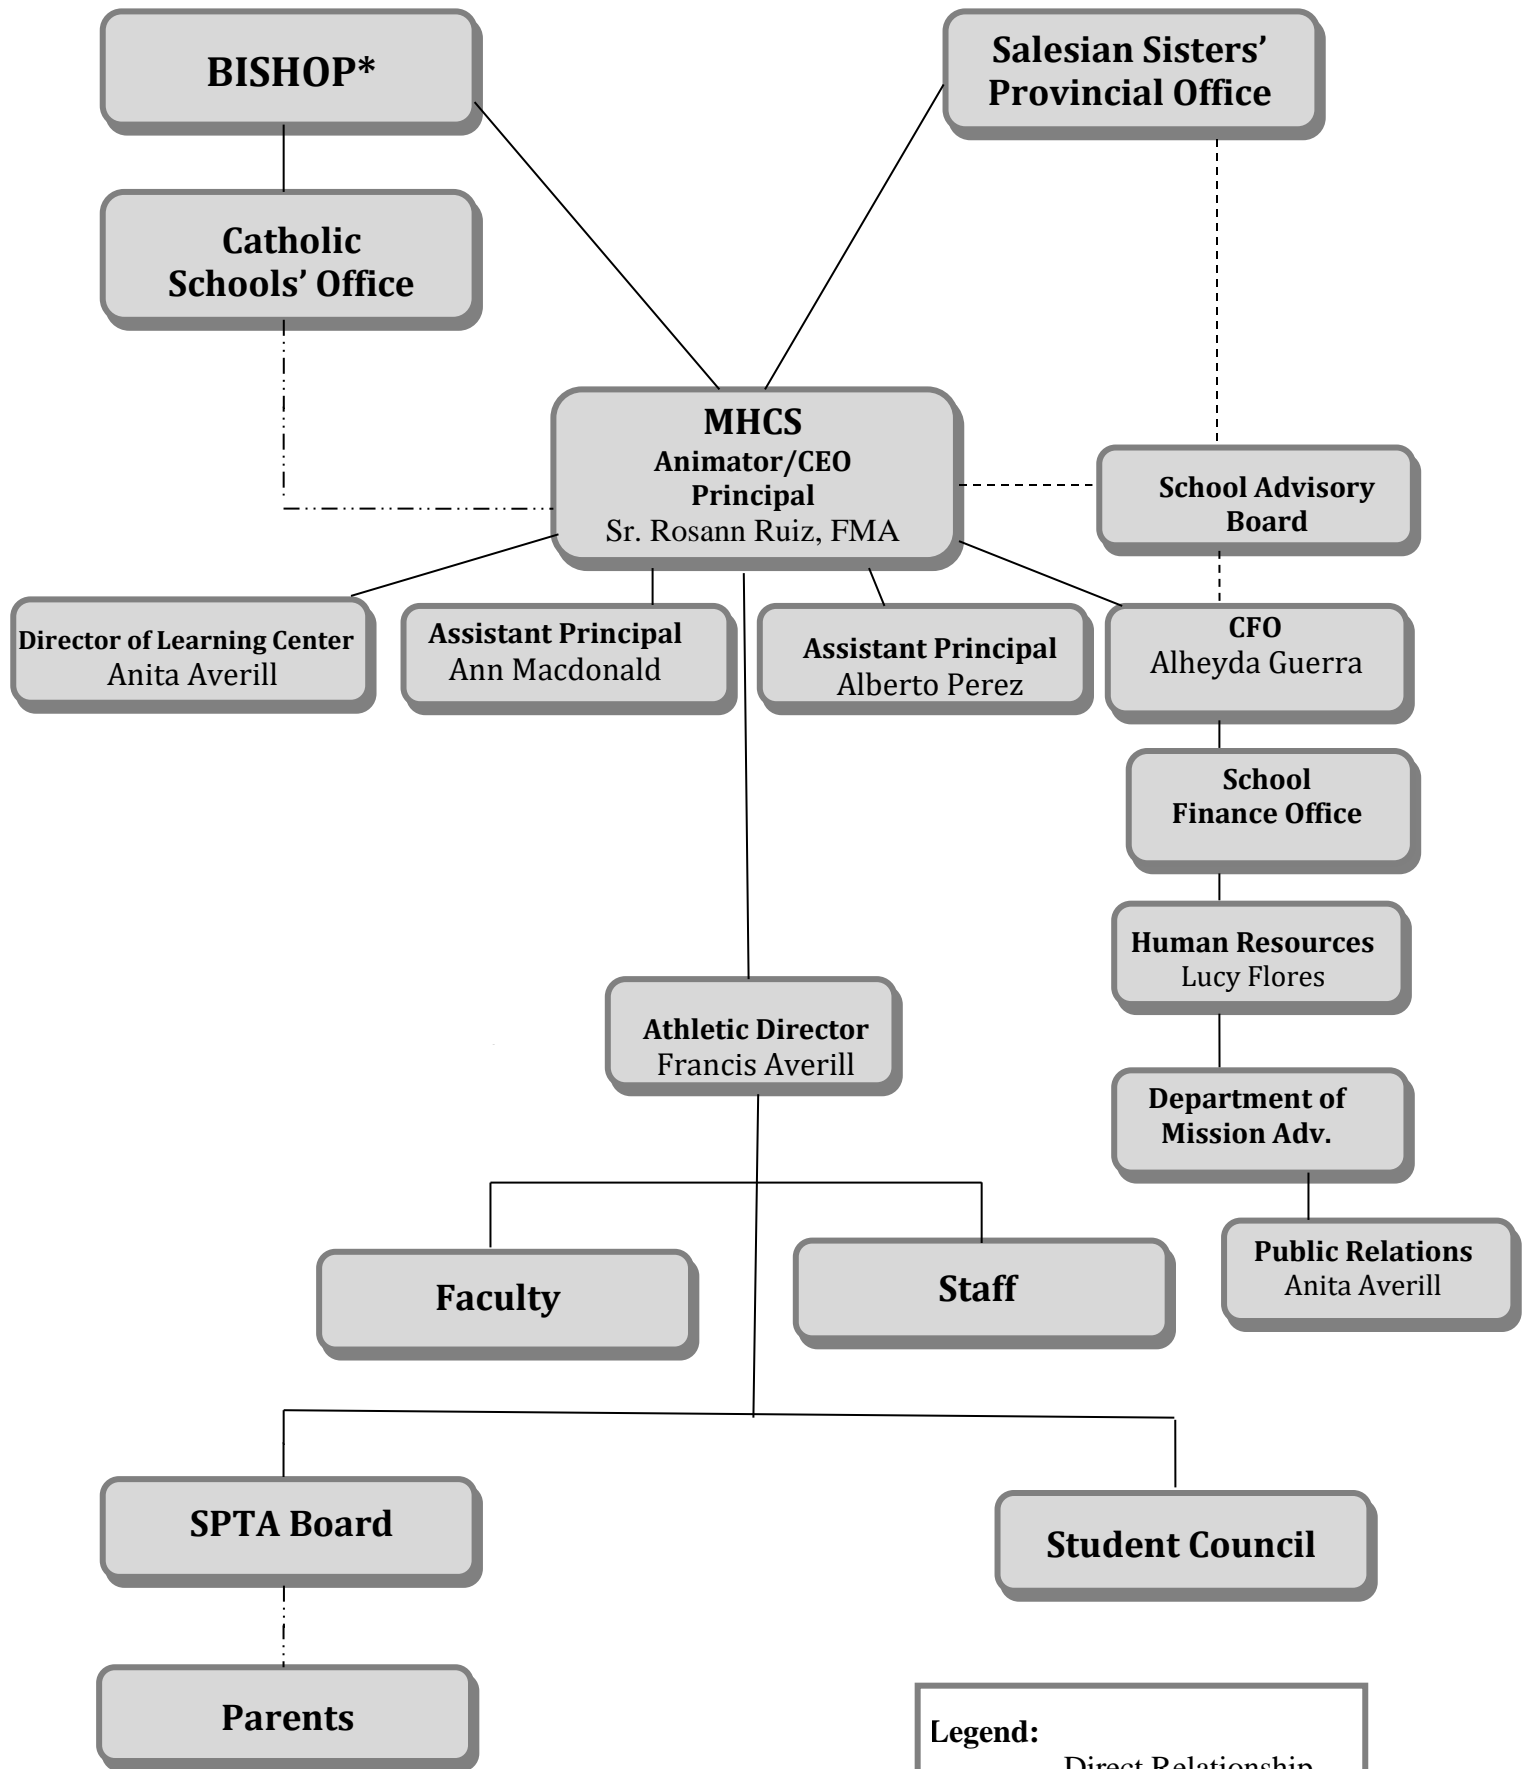 BISHOP*
Salesian Sisters’
Provincial Office
Catholic
Schools’ Office
MHCS
Animator/CEO
Principal
Sr. Rosann Ruiz, FMA
School Advisory
Board
Director of Learning Center
Anita Averill
Assistant Principal
Ann Macdonald
Assistant Principal
Alberto Perez
CFO
Alheyda Guerra
School
Finance Office
Human Resources
Lucy Flores
Athletic Director
Francis Averill
Department of
Mission Adv.
Public Relations
Anita Averill
Faculty
Staff
SPTA Board
Student Council
Parents
Legend:
Direct Relationship